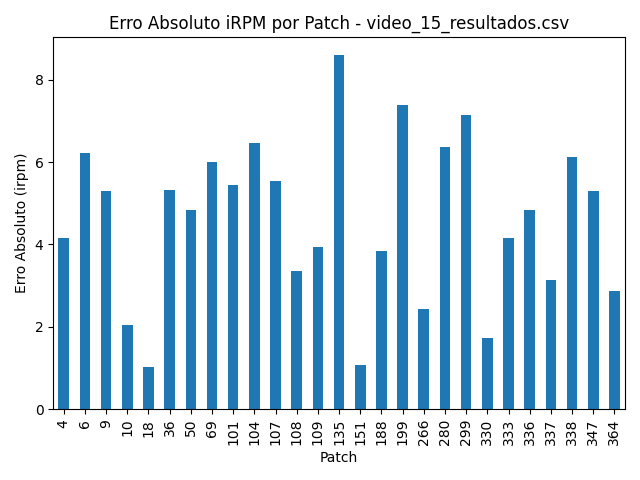 Erro Absoluto iRPM por Patch - video_15_resultados.csv
Erro Absoluto (irpm)
8
6
4
2
0
4 6 9 10 18 36 50 69 101 104 107 108 109 135 151 188 199 266 280 299 330 333 336 337 338 347 364
Patch